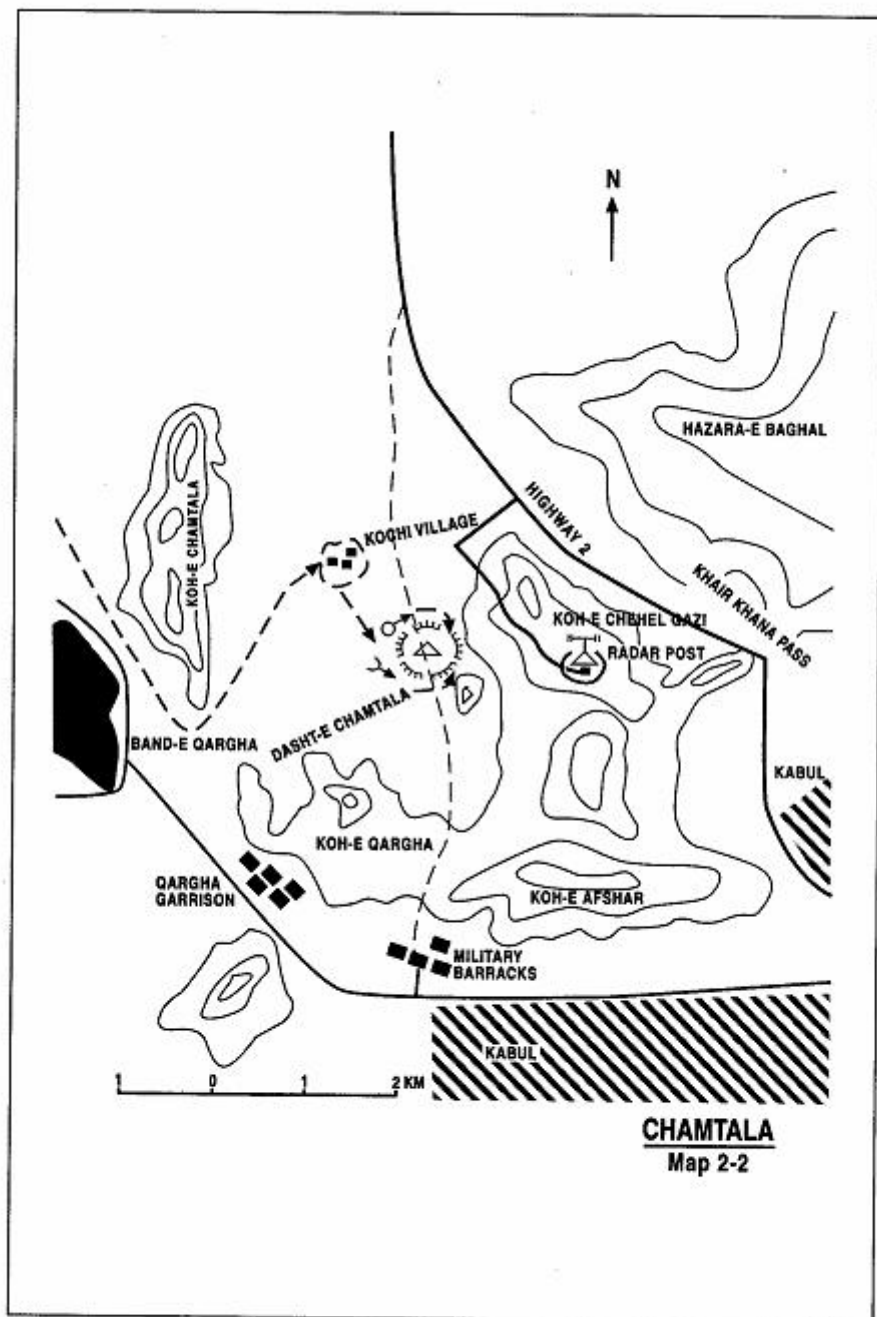 N
HAZARA-E BAGHAL
KOH-E CHAMTALA
HIGHWAY 2
KOCHI VILLAGE
KHAIR KHANA PASS
KOH-E CHEHEL GAZI
RADAR POST
DASHT-E CHAMTALA
BAND-E QARGHA
KABUL
KOH-E QARGHA
QARGHA
GARRISON
KOH-E AFSHAR
MILITARY
BARRACKS
KABUL
1 0 1 2 KM
CHAMTALA
Map 2-2